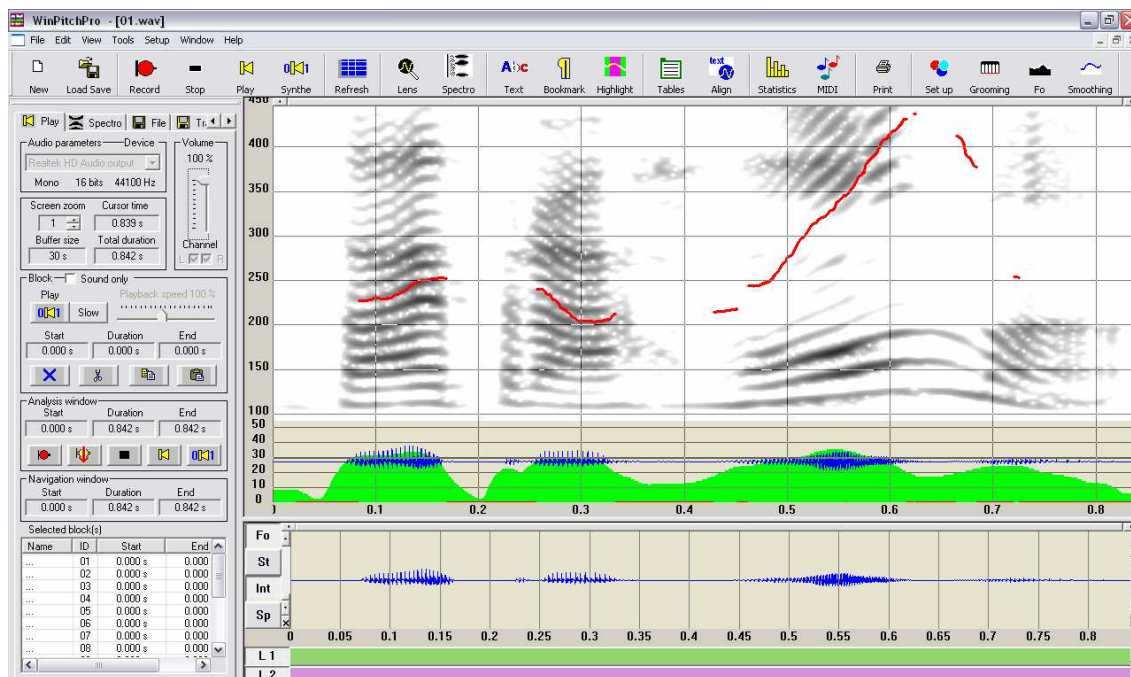 WinPitchPro - [01.wav]
File Edit View Tools Setup Window Help
0 1 Abc ¶ text
New Load Save Record Stop Play Synthe Refresh Lens Spectro Text Bookmark Highlight Tables Align Statistics MIDI Print Set up Grooming Fo Smoothing
Play Spectro File
Audio parameters Device Volume
Realtek HD Audio output 100 %
Mono 16 bits 44100 Hz
Screen zoom Cursor time
1 0.839 s
Buffer size Total duration Channel
30 s 0.842 s L R
Block Sound only
Play Playback speed 100 %
0 1 Slow
Start Duration End
0.000 s 0.000 s 0.000 s
Analysis window
Start Duration End
0.000 s 0.842 s 0.842 s
0 1
Navigation window
Start Duration End
0.000 s 0.842 s 0.842 s
Selected block(s)
Name ID Start End
... 01 0.000 s 0.000
... 02 0.000 s 0.000
... 03 0.000 s 0.000
... 04 0.000 s 0.000
... 05 0.000 s 0.000
... 06 0.000 s 0.000
... 07 0.000 s 0.000
... 08 0.000 s 0.000
450
400
350
300
250
200
150
100
50
40
30
20
10
0
0.1 0.2 0.3 0.4 0.5 0.6 0.7 0.8
Fo
St
Int
Sp
0 0.05 0.1 0.15 0.2 0.25 0.3 0.35 0.4 0.45 0.5 0.55 0.6 0.65 0.7 0.75 0.8
L 1
L 2